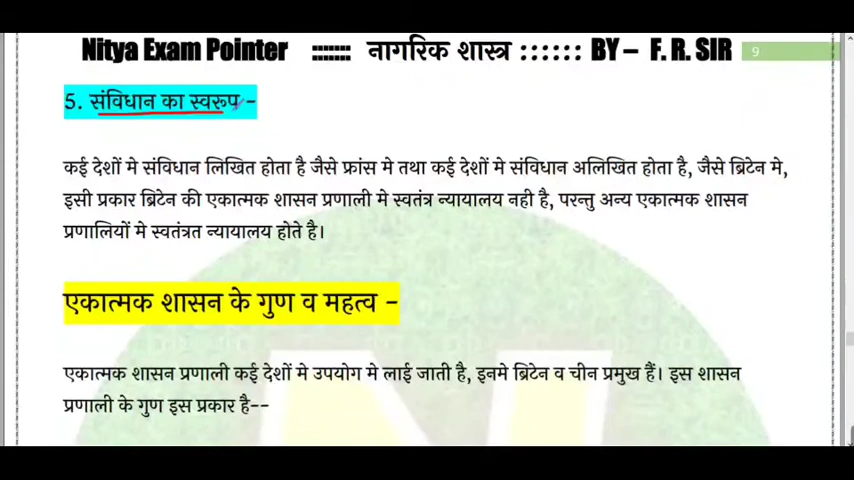 Nitya Exam Pointer ::::::: नागरिक शास्त्र :::::: BY – F. R. SIR 9
5. संविधान का स्वरूप -
कई देशों मे संविधान लिखित होता है जैसे फ्रांस मे तथा कई देशों मे संविधान अलिखित होता है, जैसे ब्रिटेन मे,
इसी प्रकार ब्रिटेन की एकात्मक शासन प्रणाली मे स्वतंत्र न्यायालय नही है, परन्तु अन्य एकात्मक शासन
प्रणालियों मे स्वतंत्रत न्यायालय होते है।
एकात्मक शासन के गुण व महत्व -
एकात्मक शासन प्रणाली कई देशों मे उपयोग मे लाई जाती है, इनमे ब्रिटेन व चीन प्रमुख हैं। इस शासन
प्रणाली के गुण इस प्रकार है--